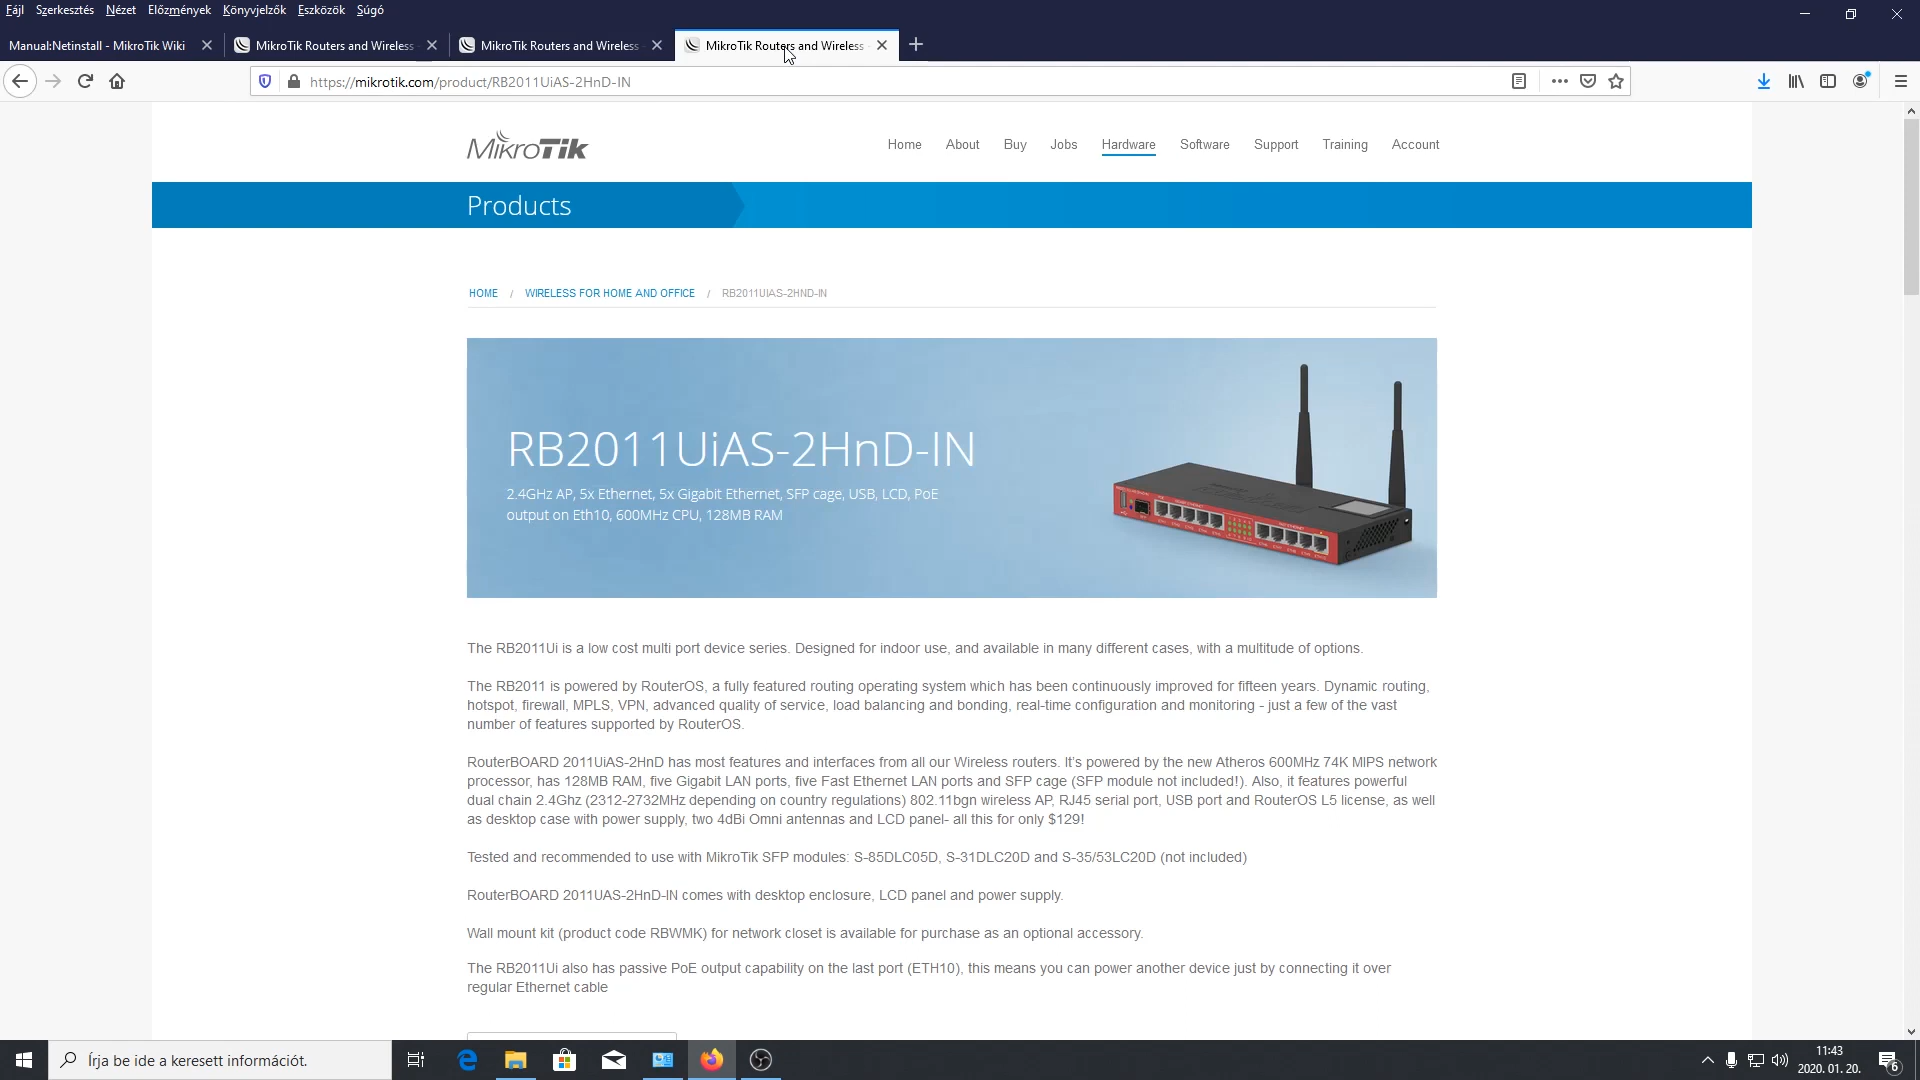 Fájl Szerkesztés Nézet Előzmények Könyvjelzők Eszközök Súgó
Manual:Netinstall - MikroTik Wiki MikroTik Routers and Wireless - MikroTik Routers and Wireless - MikroTik Routers and Wireless -
https://mikrotik.com/product/RB2011UiAS-2HnD-IN
MikroTik Home About Buy Jobs Hardware Software Support Training Account
Products
HOME / WIRELESS FOR HOME AND OFFICE / RB2011UIAS-2HND-IN
RB2011UiAS-2HnD-IN
2.4GHz AP, 5x Ethernet, 5x Gigabit Ethernet, SFP cage, USB, LCD, PoE
output on Eth10, 600MHz CPU, 128MB RAM
The RB2011Ui is a low cost multi port device series. Designed for indoor use, and available in many different cases, with a multitude of options.
The RB2011 is powered by RouterOS, a fully featured routing operating system which has been continuously improved for fifteen years. Dynamic routing,
hotspot, firewall, MPLS, VPN, advanced quality of service, load balancing and bonding, real-time configuration and monitoring - just a few of the vast
number of features supported by RouterOS.
RouterBOARD 2011UiAS-2HnD has most features and interfaces from all our Wireless routers. It's powered by the new Atheros 600MHz 74K MIPS network
processor, has 128MB RAM, five Gigabit LAN ports, five Fast Ethernet LAN ports and SFP cage (SFP module not included!). Also, it features powerful
dual chain 2.4Ghz (2312-2732MHz depending on country regulations) 802.11bgn wireless AP, RJ45 serial port, USB port and RouterOS L5 license, as well
as desktop case with power supply, two 4dBi Omni antennas and LCD panel- all this for only $129!
Tested and recommended to use with MikroTik SFP modules: S-85DLC05D, S-31DLC20D and S-35/53LC20D (not included)
RouterBOARD 2011UAS-2HnD-IN comes with desktop enclosure, LCD panel and power supply.
Wall mount kit (product code RBWMK) for network closet is available for purchase as an optional accessory.
The RB2011Ui also has passive PoE output capability on the last port (ETH10), this means you can power another device just by connecting it over
regular Ethernet cable
Írja be ide a keresett információt.
11:43
2020. 01. 20.
6